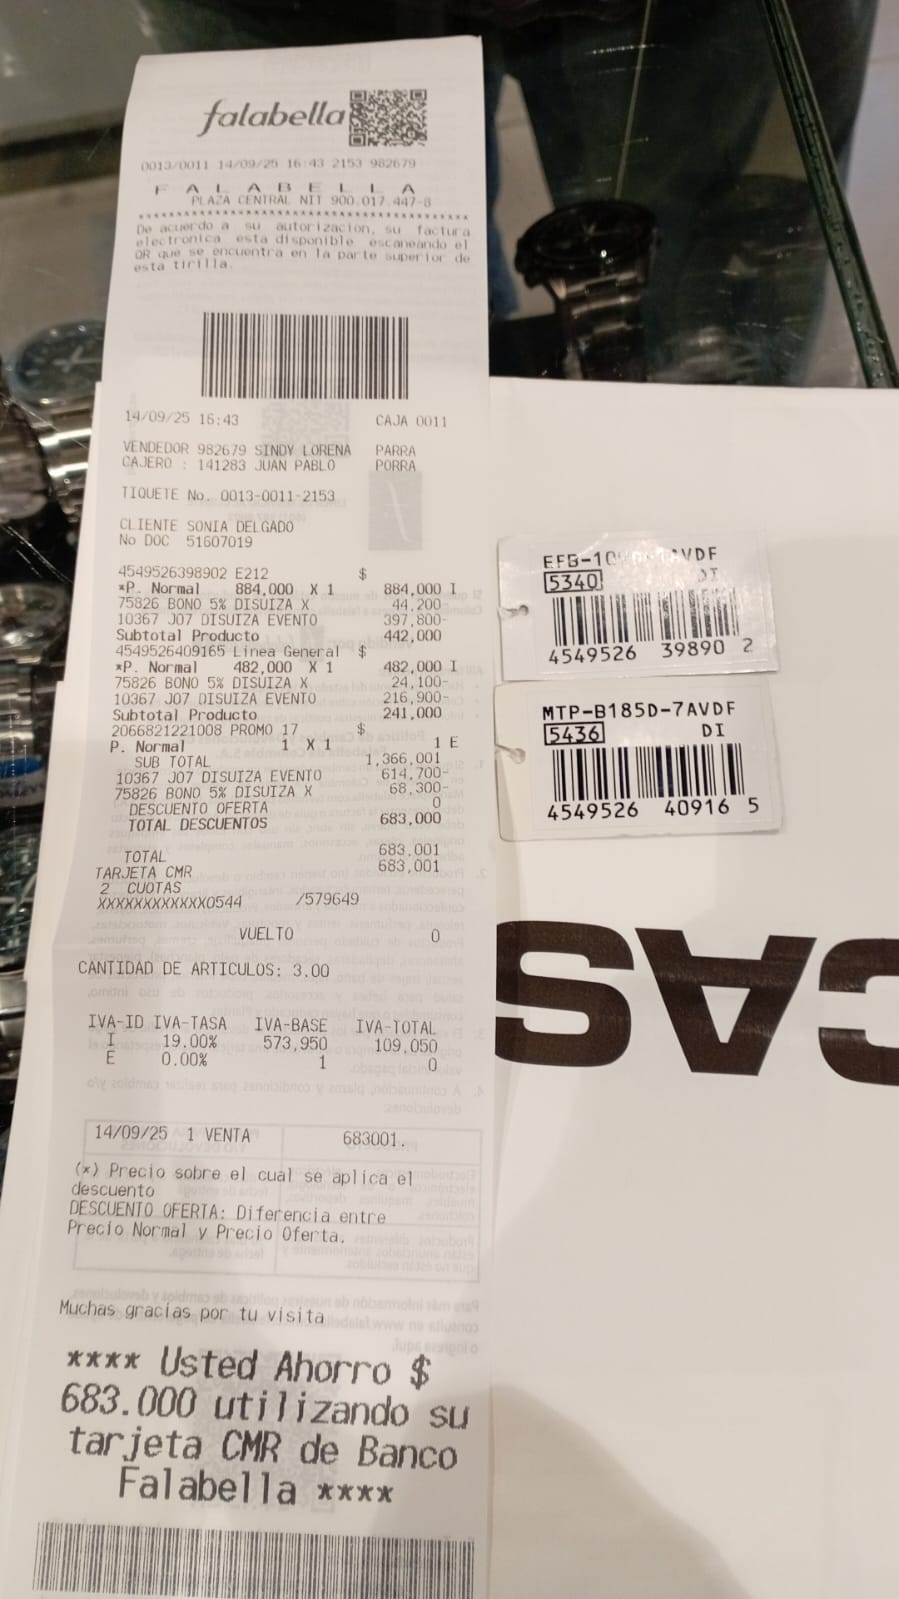 falabella
0013/0011 14/09/25 16:43 2153 982679
F A L A B E L L A
PLAZA CENTRAL NIT 900.017.447-8
****************************************
De acuerdo a su autorizacion, su factura
electronica esta disponible escaneando el
QR que se encuentra en la parte superior de
esta tirilla.
14/09/25 16:43 CAJA 0011
VENDEDOR 982679 SINDY LORENA PARRA
CAJERO : 141283 JUAN PABLO PORRA
TIQUETE No.. 0013-0011-2153
CLIENTE SONIA DELGADO
No DOC 51607019
4549526398902 E212 $
*P. Normal 884,000 X 1 884,000 I
75826 BONO 5% DISUIZA X 44,200-
10367 J07 DISUIZA EVENTO 397,800-
Subtotal Producto 442,000
4549526409165 Linea General $
*P. Normal 482,000 X 1 482,000 I
75826 BONO 5% DISUIZA X 24,100-
10367 J07 DISUIZA EVENTO 216,900-
Subtotal Producto 241,000
2066821221008 PROMO 17 $
P. Normal 1 X 1 1 E
SUB TOTAL 1,366,001
10367 J07 DISUIZA EVENTO 614,700-
75826 BONO 5% DISUIZA X 68,300-
DESCUENTO OFERTA 0
TOTAL DESCUENTOS 683,000
TOTAL 683,001
TARJETA CMR 683,001
2 CUOTAS
XXXXXXXXXXXX0544 /579649
VUELTO 0
CANTIDAD DE ARTICULOS: 3.00
IVA-ID IVA-TASA IVA-BASE IVA-TOTAL
I 19.00% 573,950 109,050
E 0.00% 1 0
14/09/25 1 VENTA 683001.
(*) Precio sobre el cual se aplica el
descuento
DESCUENTO OFERTA: Diferencia entre
Precio Normal y Precio Oferta.
Muchas gracias por tu visita
**** Usted Ahorro $
683.000 utilizando su
tarjeta CMR de Banco
Falabella ****
AVDF
5340 DI
4549526 39890 2
MTP-B185D-7AVDF
5436 DI
4549526 40916 5
CAS